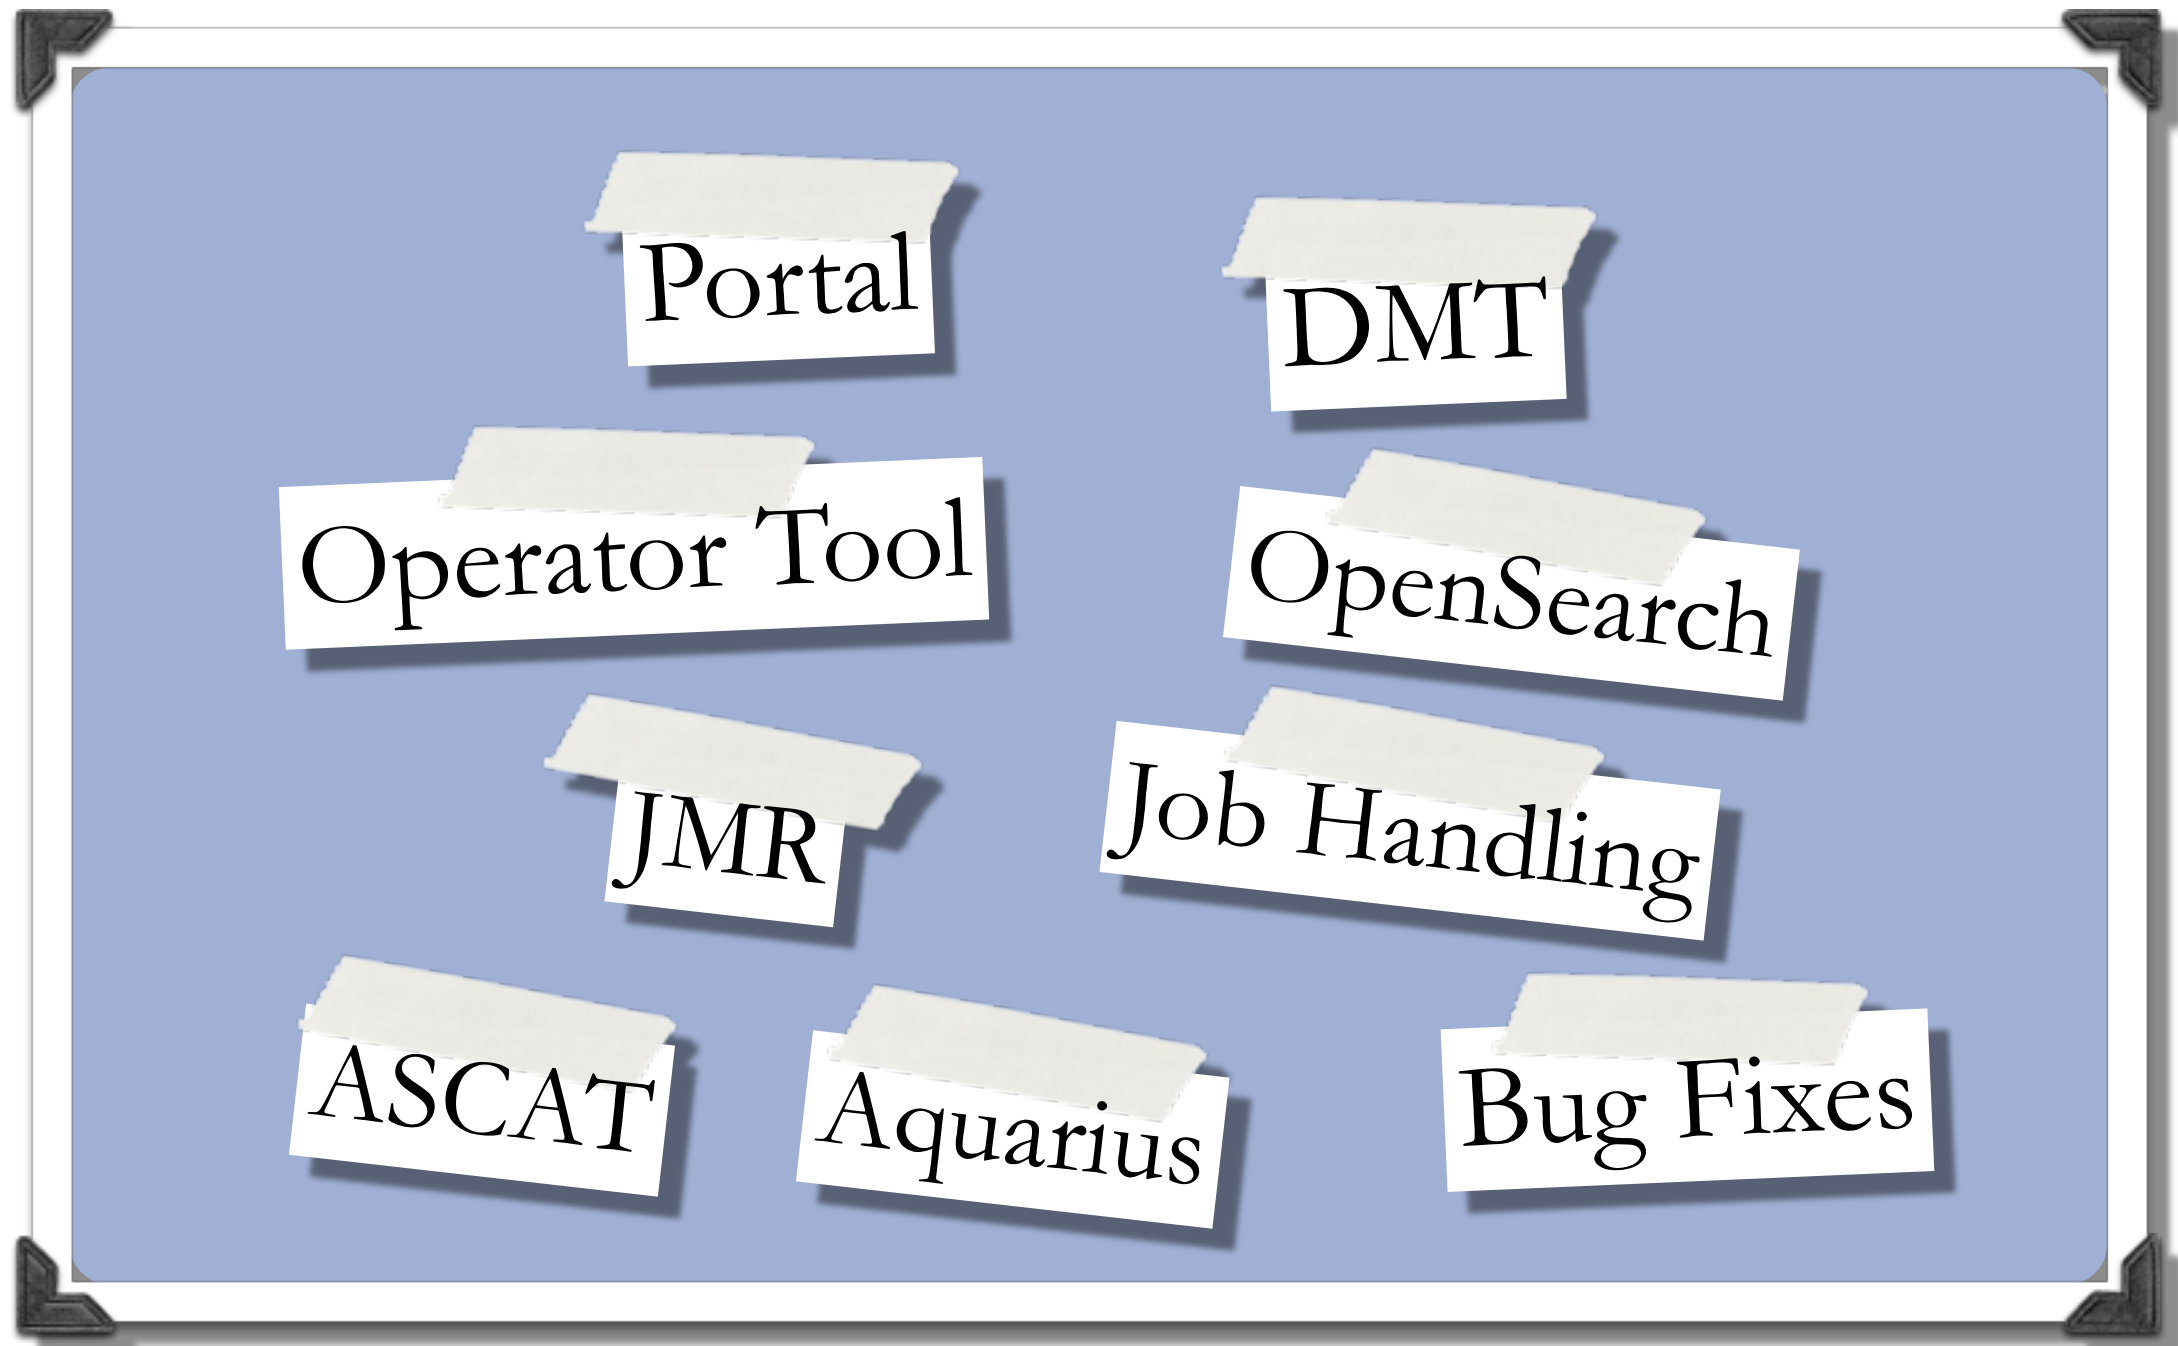 Portal
DMT
Operator Tool
OpenSearch
JMR
Job Handling
ASCAT
Aquarius
Bug Fixes